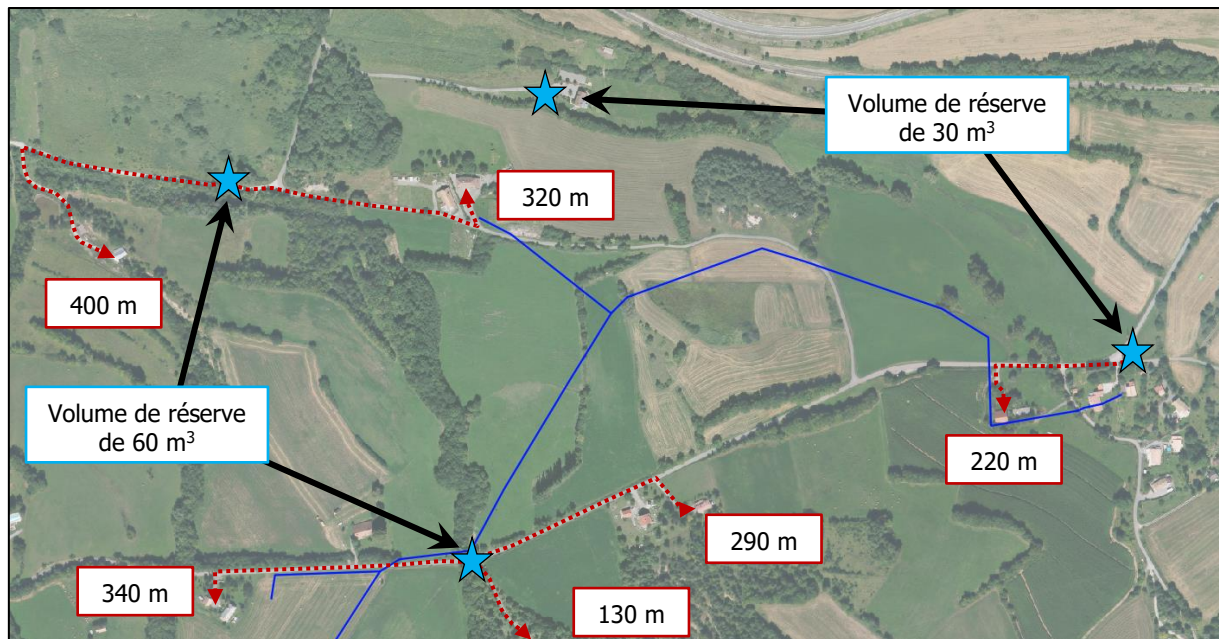 Volume de réserve
de 30 m³
320 m
400 m
Volume de réserve
de 60 m³
220 m
290 m
340 m
130 m